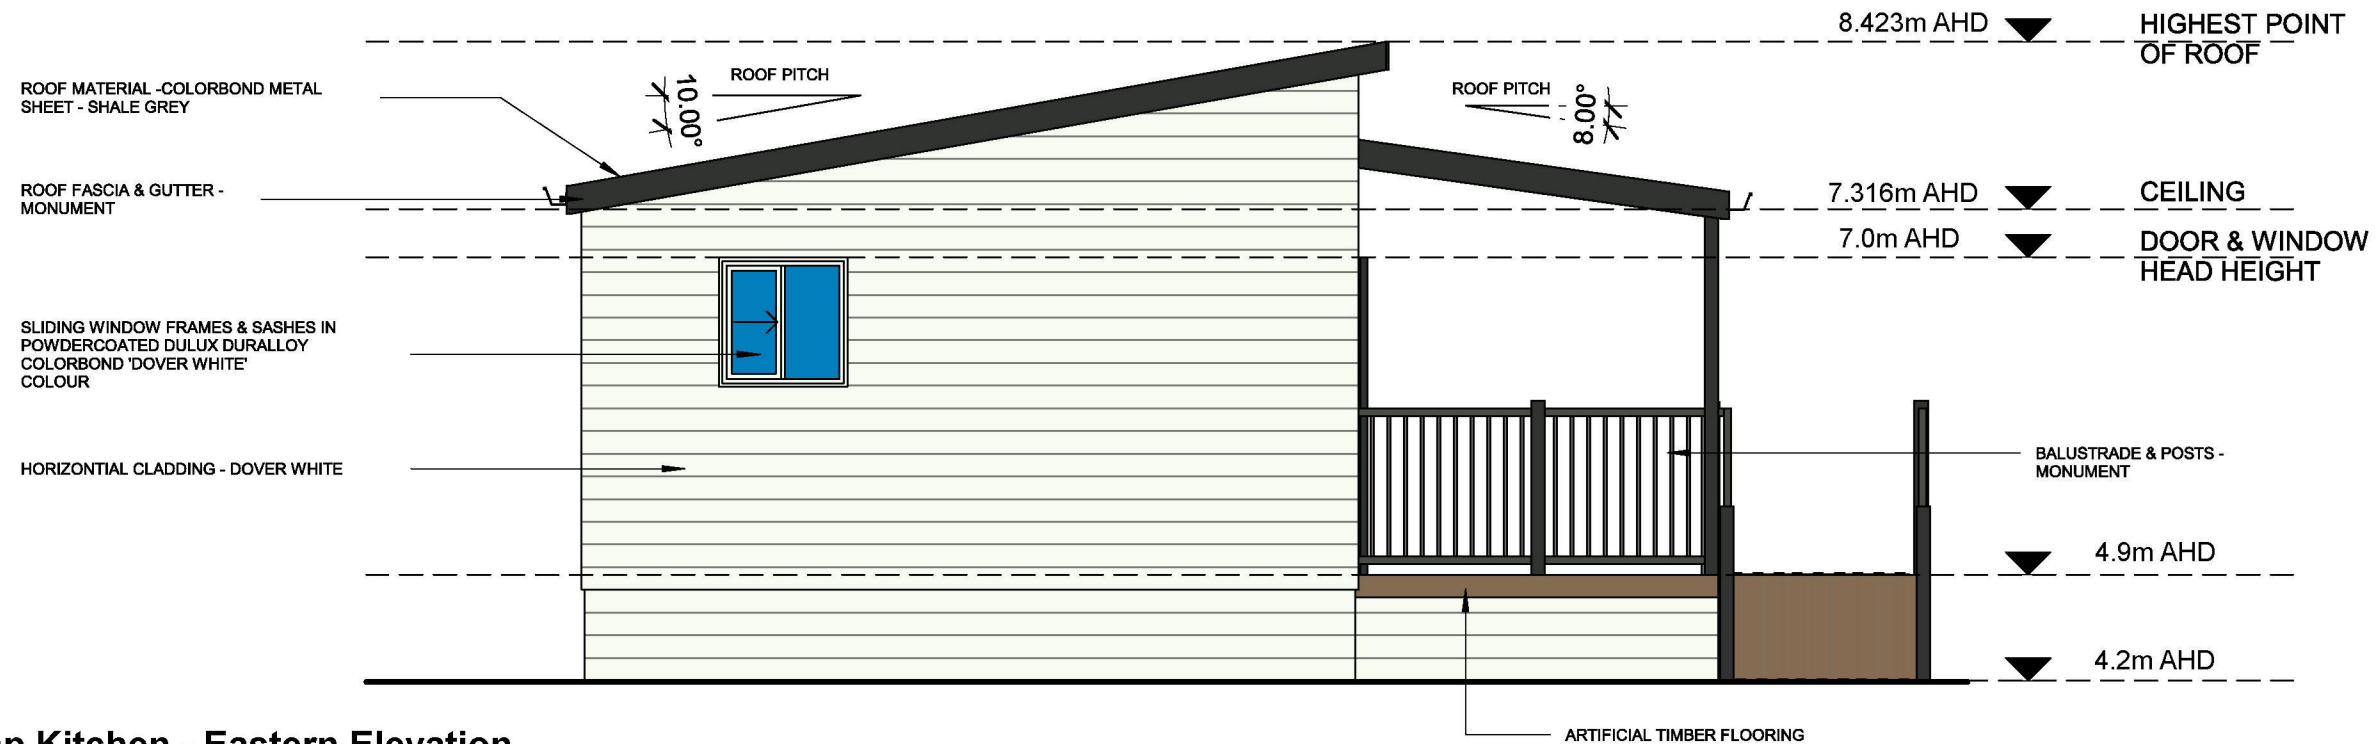 8.423m AHD
HIGHEST POINT
OF ROOF
ROOF MATERIAL -COLORBOND METAL
SHEET - SHALE GREY
10.00°
ROOF PITCH
ROOF PITCH
8.00°
ROOF FASCIA & GUTTER -
MONUMENT
7.316m AHD
CEILING
7.0m AHD
DOOR & WINDOW
HEAD HEIGHT
SLIDING WINDOW FRAMES & SASHES IN
POWDERCOATED DULUX DURALLOY
COLORBOND 'DOVER WHITE'
COLOUR
HORIZONTIAL CLADDING - DOVER WHITE
BALUSTRADE & POSTS -
MONUMENT
4.9m AHD
4.2m AHD
ARTIFICIAL TIMBER FLOORING
Kitchen - Eastern Elevation